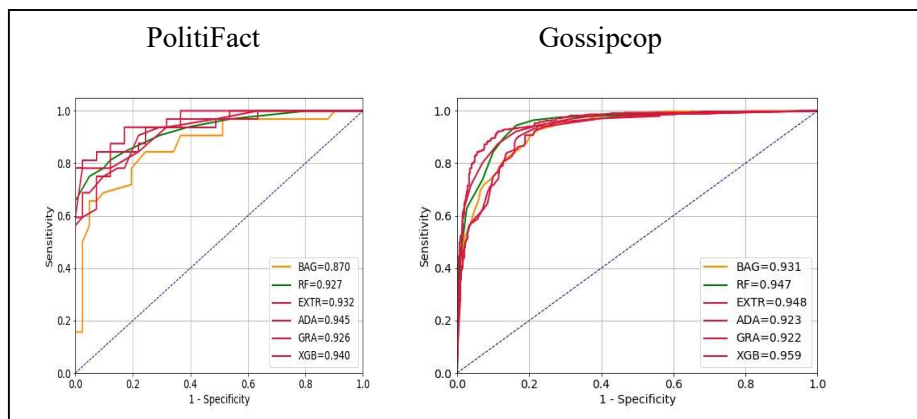 PolitiFact
Gossipcop
1.0
0.8
0.6
0.4
0.2
0.0
Sensitivity
BAG=0.870
RF=0.927
EXTR=0.932
ADA=0.945
GRA=0.926
XGB=0.940
0.0 0.2 0.4 0.6 0.8 1.0
1 - Specificity
1.0
0.8
0.6
0.4
0.2
0.0
Sensitivity
BAG=0.931
RF=0.947
EXTR=0.948
ADA=0.923
GRA=0.922
XGB=0.959
0.0 0.2 0.4 0.6 0.8 1.0
1 - Specificity